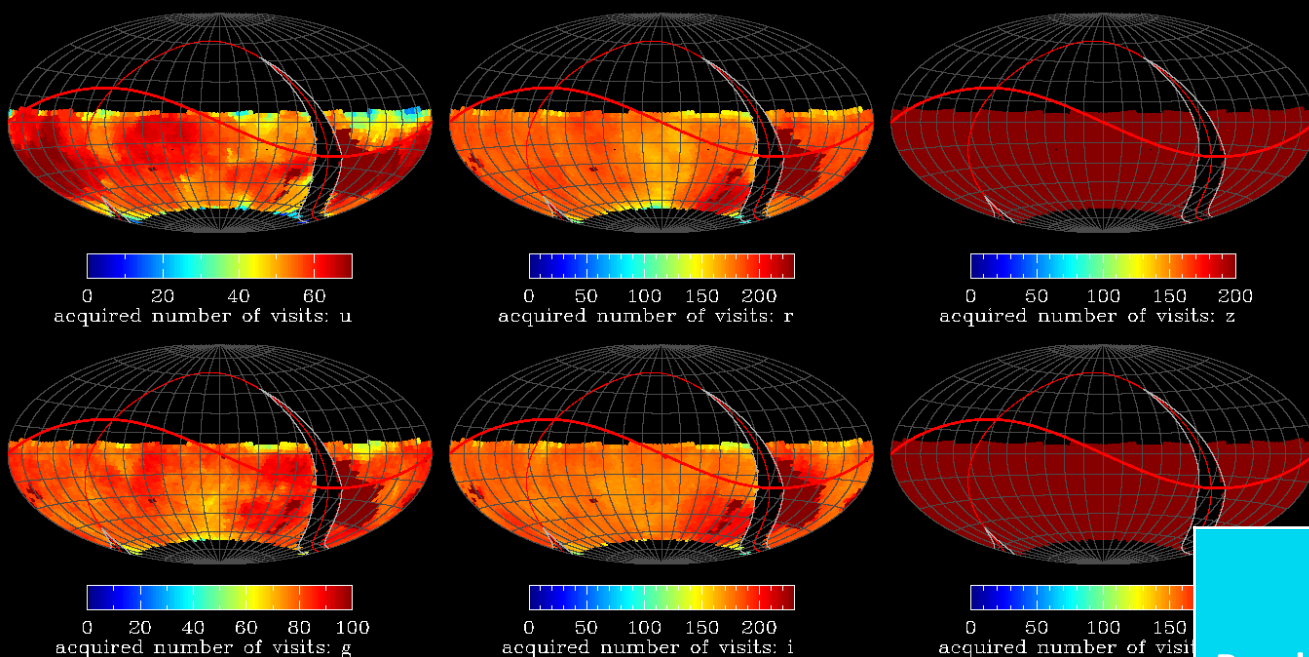 0 20 40 60
acquired number of visits: u
0 50 100 150 200
acquired number of visits: r
0 50 100 150 200
acquired number of visits: z
0 20 40 60 80 100
acquired number of visits: g
0 50 100 150 200
acquired number of visits: i
0 50 100 150
acquired number of